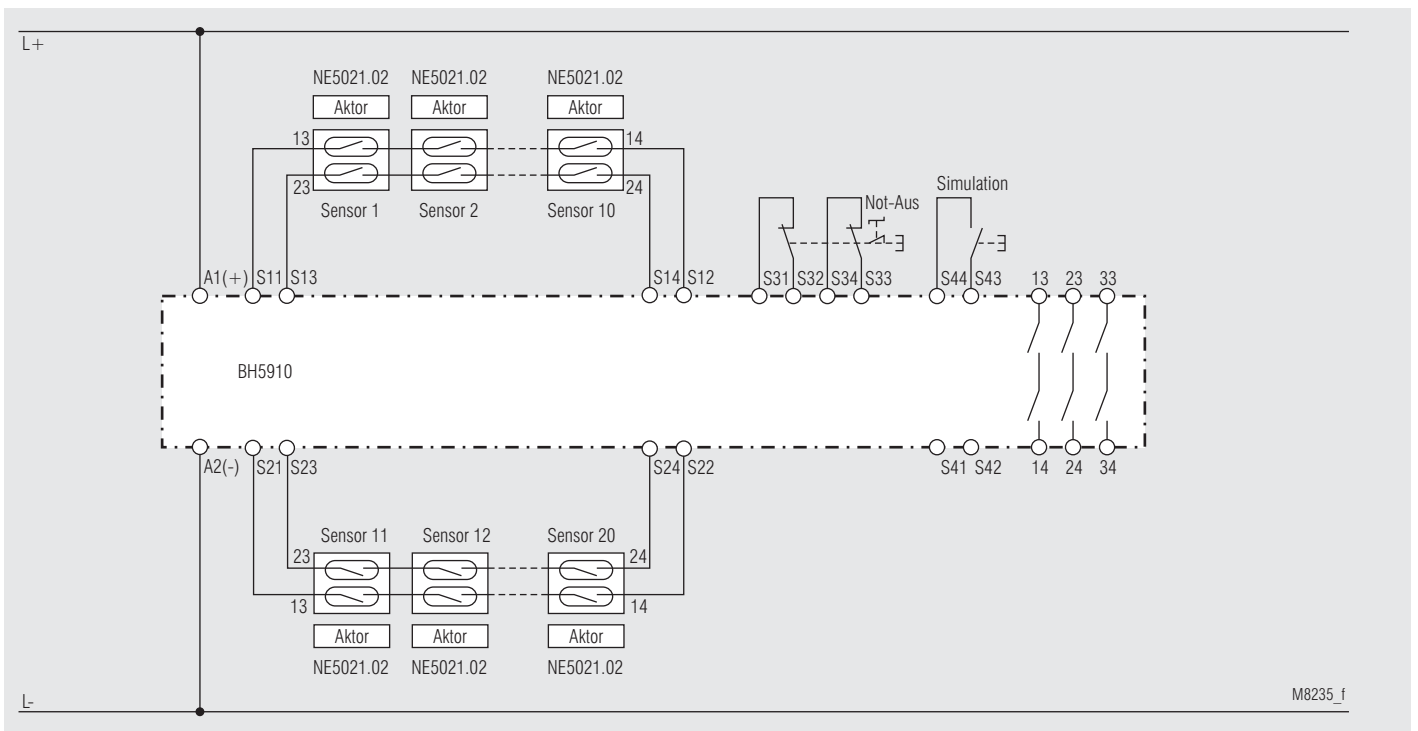 L+
NE5021.02 NE5021.02 NE5021.02
Aktor Aktor Aktor
13 14
23 24
Sensor 1 Sensor 2 Sensor 10
Simulation
Not-Aus
A1(+) S11 S13 S14 S12 S31 S32 S34 S33 S44 S43 13 23 33
BH5910
A2(-) S21 S23 S24 S22 S41 S42 14 24 34
Sensor 11 Sensor 12 Sensor 20
23 24
13 14
Aktor Aktor Aktor
NE5021.02 NE5021.02 NE5021.02
L-
M8235_f